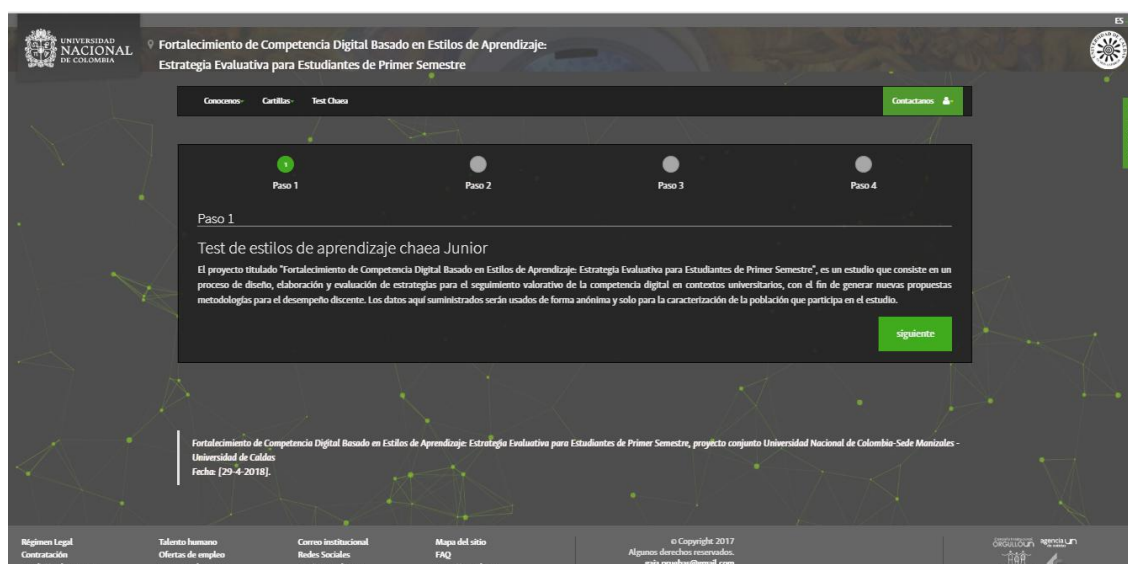 ES
UNIVERSIDAD
NACIONAL
DE COLOMBIA
Fortalecimiento de Competencia Digital Basado en Estilos de Aprendizaje:
Estrategia Evaluativa para Estudiantes de Primer Semestre
Conocenos Cartillas Test Chaea Contactanos
1
Paso 1 Paso 2 Paso 3 Paso 4
Paso 1
Test de estilos de aprendizaje chaea Junior
El proyecto titulado "Fortalecimiento de Competencia Digital Basado en Estilos de Aprendizaje: Estrategia Evaluativa para Estudiantes de Primer Semestre", es un estudio que consiste en un
proceso de diseño, elaboración y evaluación de estrategias para el seguimiento valorativo de la competencia digital en contextos universitarios, con el fin de generar nuevas propuestas
metodologías para el desempeño discente. Los datos aquí suministrados serán usados de forma anónima y solo para la caracterización de la población que participa en el estudio.
siguiente
Fortalecimiento de Competencia Digital Basado en Estilos de Aprendizaje: Estrategia Evaluativa para Estudiantes de Primer Semestre, proyecto conjunto Universidad Nacional de Colombia-Sede Manizales -
Universidad de Caldas
Fecha: [29-4-2018].
Régimen Legal Talento humano Correo institucional Mapa del sitio © Copyright 2017
Contratación Ofertas de empleo Redes Sociales FAQ Algunos derechos reservados.
ORGULLOUN agencia UN